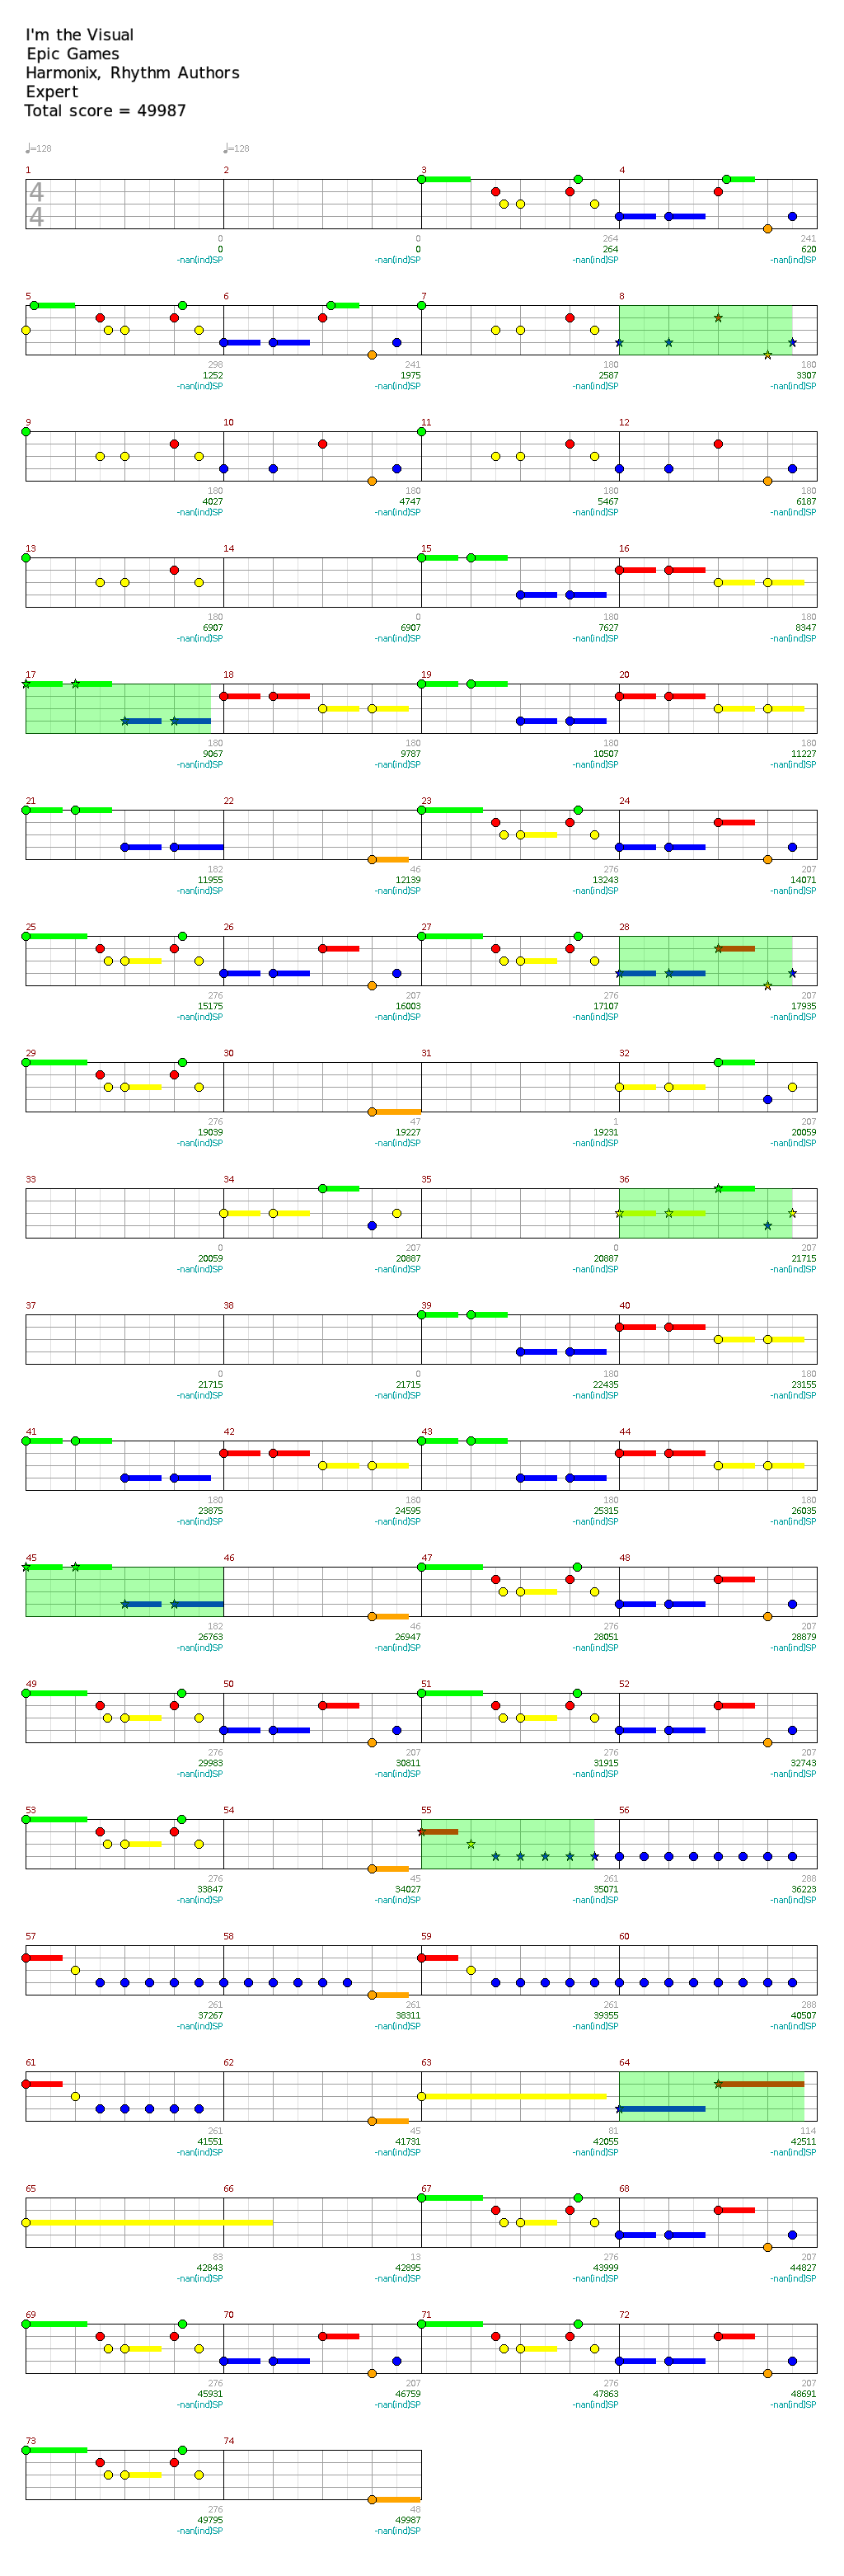 I'm the Visual
Epic Games
Harmonix, Rhythm Authors
Expert
Total score = 49987
♩=128 ♩=128
1 2 3 4
4
4
0 0 264 241
0 0 264 620
-nan(ind)SP -nan(ind)SP -nan(ind)SP -nan(ind)SP
5 6 7 8
298 241 180 180
1252 1975 2587 3307
-nan(ind)SP -nan(ind)SP -nan(ind)SP -nan(ind)SP
9 10 11 12
180 180 180 180
4027 4747 5467 6187
-nan(ind)SP -nan(ind)SP -nan(ind)SP -nan(ind)SP
13 14 15 16
180 0 180 180
6907 6907 7627 8347
-nan(ind)SP -nan(ind)SP -nan(ind)SP -nan(ind)SP
17 18 19 20
180 180 180 180
9067 9787 10507 11227
-nan(ind)SP -nan(ind)SP -nan(ind)SP -nan(ind)SP
21 22 23 24
182 46 276 207
11955 12139 13243 14071
-nan(ind)SP -nan(ind)SP -nan(ind)SP -nan(ind)SP
25 26 27 28
276 207 276 207
15175 16003 17107 17935
-nan(ind)SP -nan(ind)SP -nan(ind)SP -nan(ind)SP
29 30 31 32
276 47 1 207
19039 19227 19231 20059
-nan(ind)SP -nan(ind)SP -nan(ind)SP -nan(ind)SP
33 34 35 36
0 207 0 207
20059 20887 20887 21715
-nan(ind)SP -nan(ind)SP -nan(ind)SP -nan(ind)SP
37 38 39 40
0 0 180 180
21715 21715 22435 23155
-nan(ind)SP -nan(ind)SP -nan(ind)SP -nan(ind)SP
41 42 43 44
180 180 180 180
23875 24595 25315 26035
-nan(ind)SP -nan(ind)SP -nan(ind)SP -nan(ind)SP
45 46 47 48
182 46 276 207
26763 26947 28051 28879
-nan(ind)SP -nan(ind)SP -nan(ind)SP -nan(ind)SP
49 50 51 52
276 207 276 207
29983 30811 31915 32743
-nan(ind)SP -nan(ind)SP -nan(ind)SP -nan(ind)SP
53 54 55 56
276 45 261 288
33847 34027 35071 36223
-nan(ind)SP -nan(ind)SP -nan(ind)SP -nan(ind)SP
57 58 59 60
261 261 261 288
37267 38311 39355 40507
-nan(ind)SP -nan(ind)SP -nan(ind)SP -nan(ind)SP
61 62 63 64
261 45 81 114
41551 41731 42055 42511
-nan(ind)SP -nan(ind)SP -nan(ind)SP -nan(ind)SP
65 66 67 68
83 13 276 207
42843 42895 43999 44827
-nan(ind)SP -nan(ind)SP -nan(ind)SP -nan(ind)SP
69 70 71 72
276 207 276 207
45931 46759 47863 48691
-nan(ind)SP -nan(ind)SP -nan(ind)SP -nan(ind)SP
73 74
276 48
49795 49987
-nan(ind)SP -nan(ind)SP